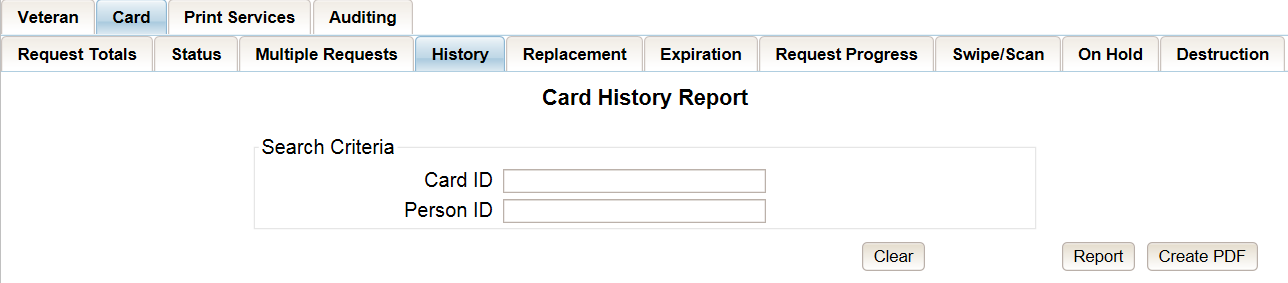 Veteran Card Print Services Auditing
Request Totals Status Multiple Requests History Replacement Expiration Request Progress Swipe/Scan On Hold Destruction
Card History Report
Search Criteria
Card ID
Person ID
Clear Report Create PDF